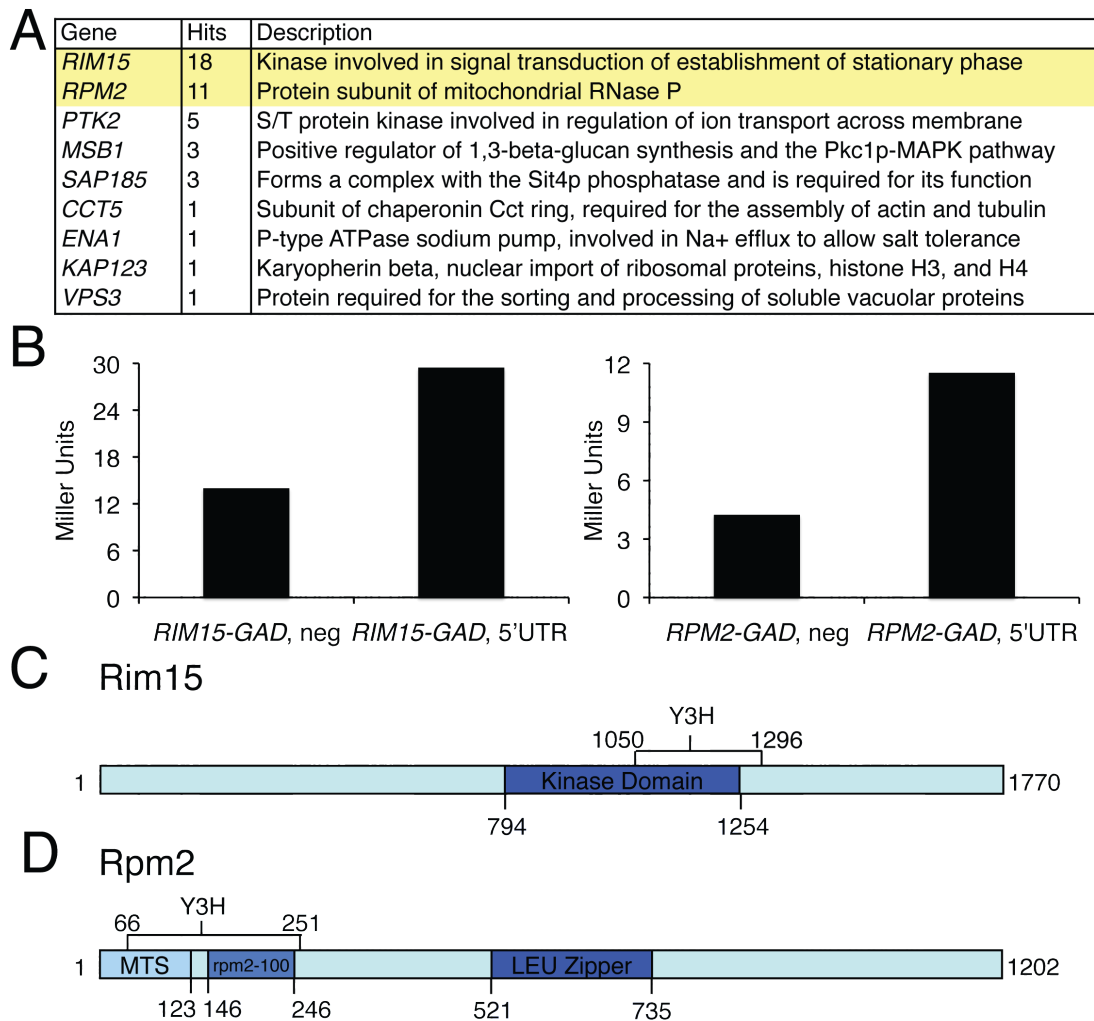 A
Gene Hits Description
RIM15 18 Kinase involved in signal transduction of establishment of stationary phase
RPM2 11 Protein subunit of mitochondrial RNase P
PTK2 5 S/T protein kinase involved in regulation of ion transport across membrane
MSB1 3 Positive regulator of 1,3-beta-glucan synthesis and the Pkc1p-MAPK pathway
SAP185 3 Forms a complex with the Sit4p phosphatase and is required for its function
CCT5 1 Subunit of chaperonin Cct ring, required for the assembly of actin and tubulin
ENA1 1 P-type ATPase sodium pump, involved in Na+ efflux to allow salt tolerance
KAP123 1 Karyopherin beta, nuclear import of ribosomal proteins, histone H3, and H4
VPS3 1 Protein required for the sorting and processing of soluble vacuolar proteins
B
Miller Units
30
24
18
12
6
0
RIM15-GAD, neg RIM15-GAD, 5'UTR
Miller Units
12
9
6
3
0
RPM2-GAD, neg RPM2-GAD, 5'UTR
C Rim15
Y3H
1050 1296
1 Kinase Domain 1770
794 1254
D Rpm2
Y3H
66 251
1 MTS rpm2-100 LEU Zipper 1202
123 146 246 521 735